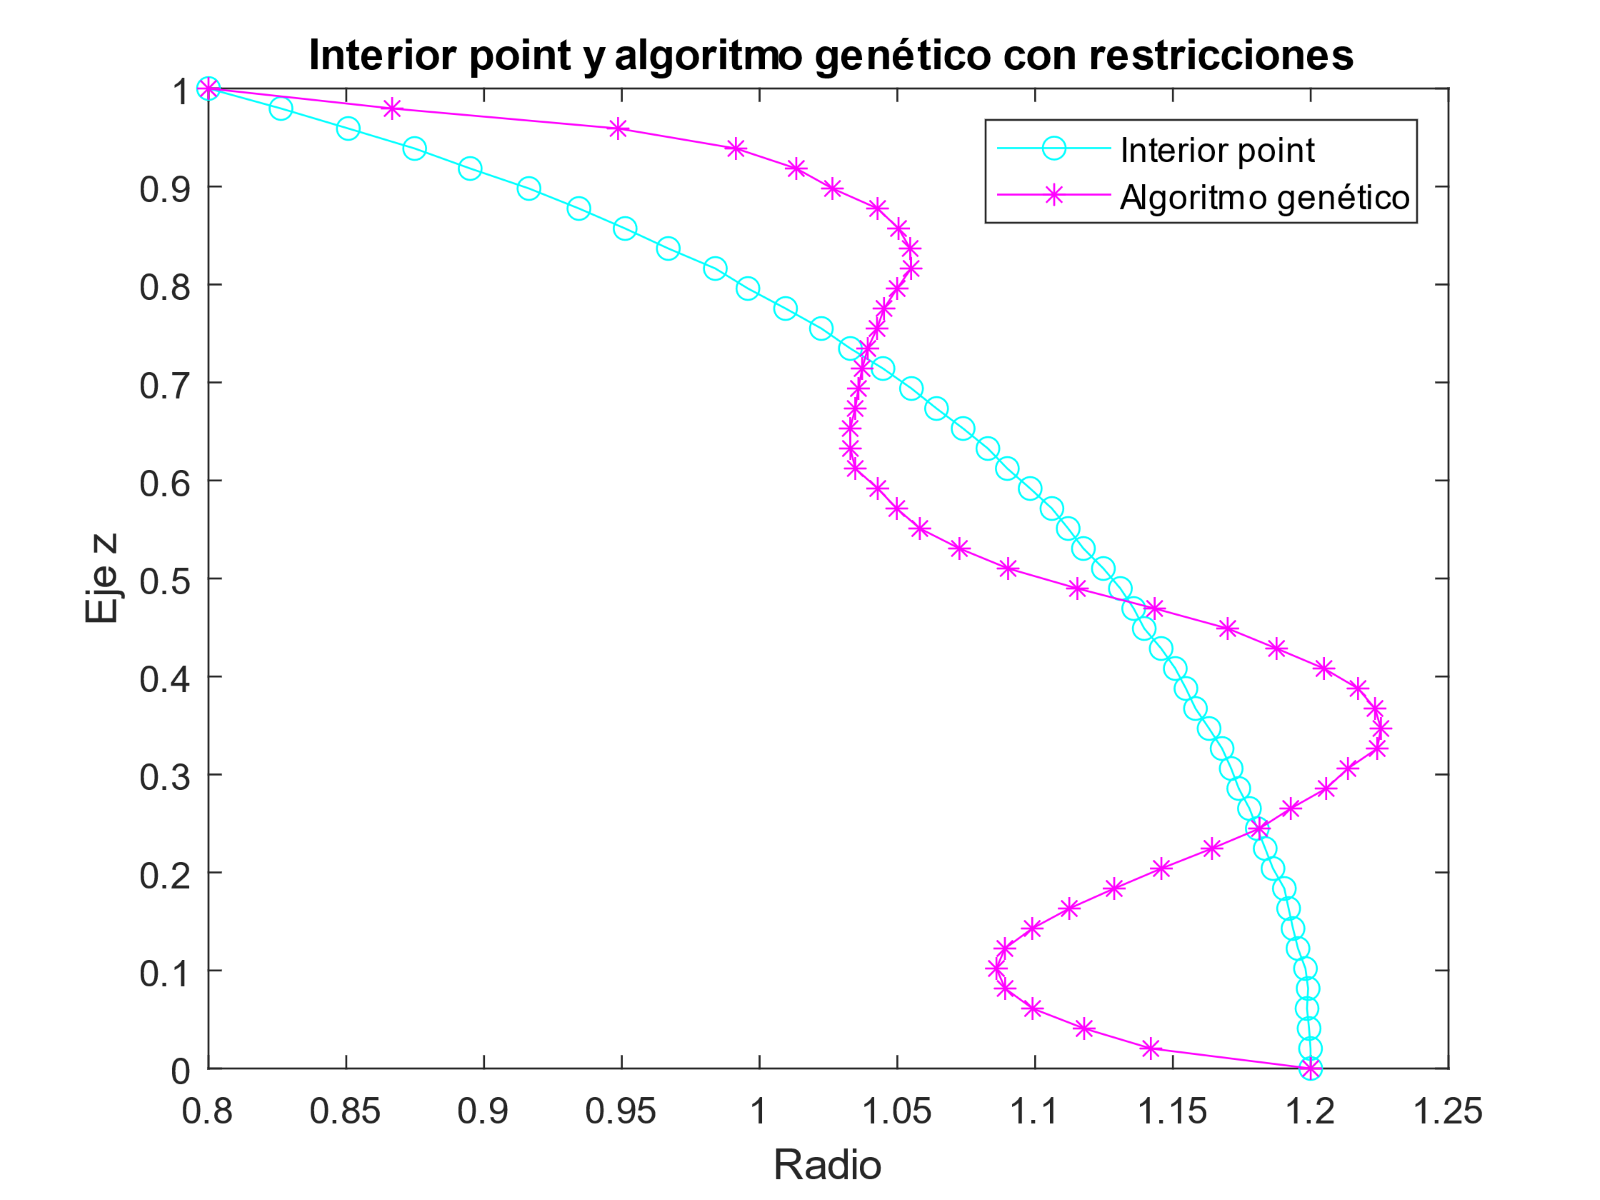 Interior point y algoritmo genético con restricciones
Interior point
Algoritmo genético
1
0.9
0.8
0.7
0.6
0.5
0.4
0.3
0.2
0.1
0
Eje z
0.8 0.85 0.9 0.95 1 1.05 1.1 1.15 1.2 1.25
Radio